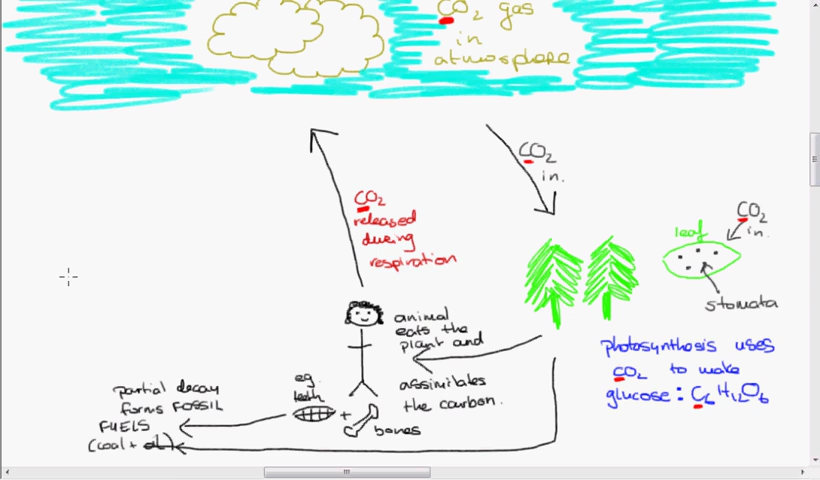 CO2 gas
in
atmosphere
CO2
in.
CO2
released
during
respiration
CO2
in.
leaf
stomata
animal
eats the
plant and
assimilates
the carbon.
photosynthesis uses
CO2 to make
glucose: C6H12O6
eg.
teeth
+
bones
partial decay
forms FOSSIL
FUELS
(coal + oil)